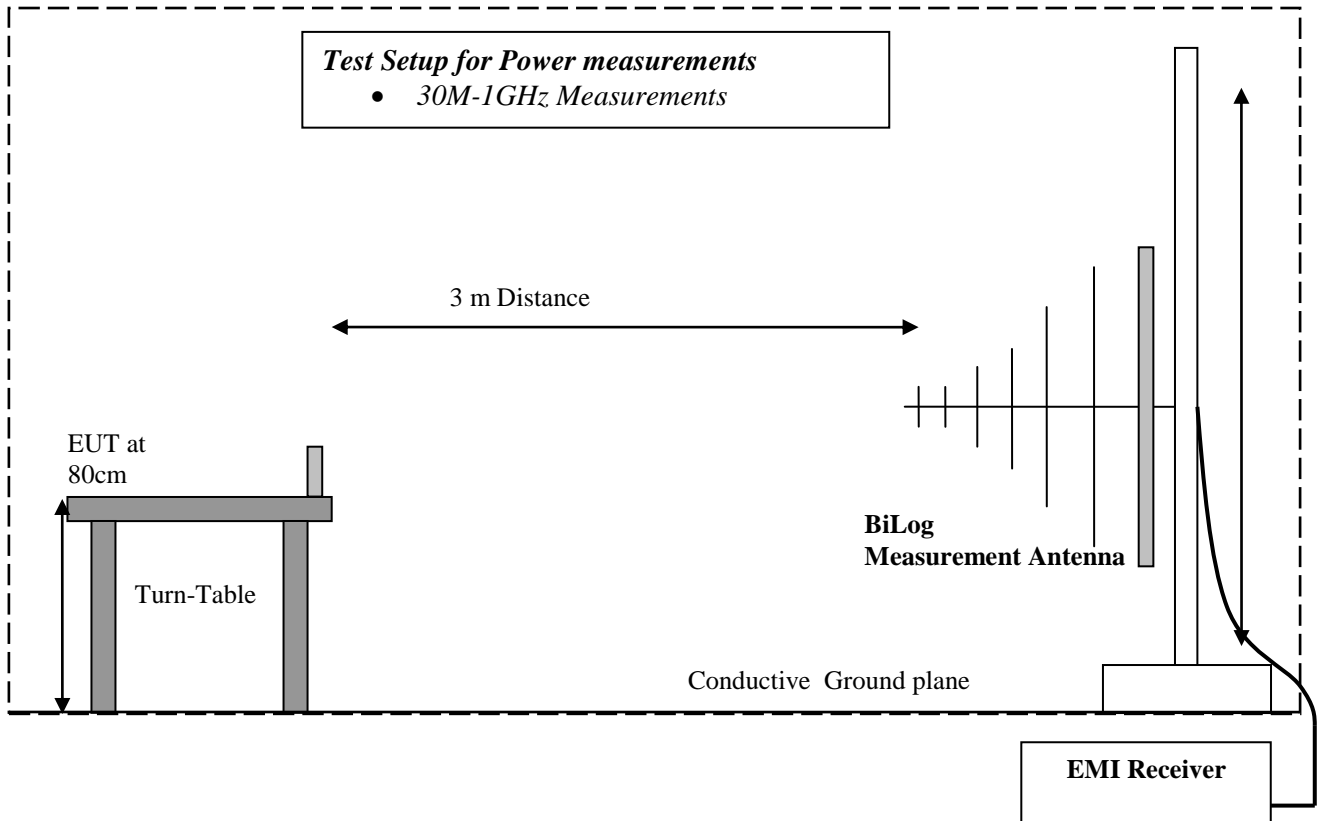 Test Setup for Power measurements
• 30M-1GHz Measurements
3 m Distance
EUT at
80cm
BiLog
Measurement Antenna
Turn-Table
Conductive Ground plane
EMI Receiver